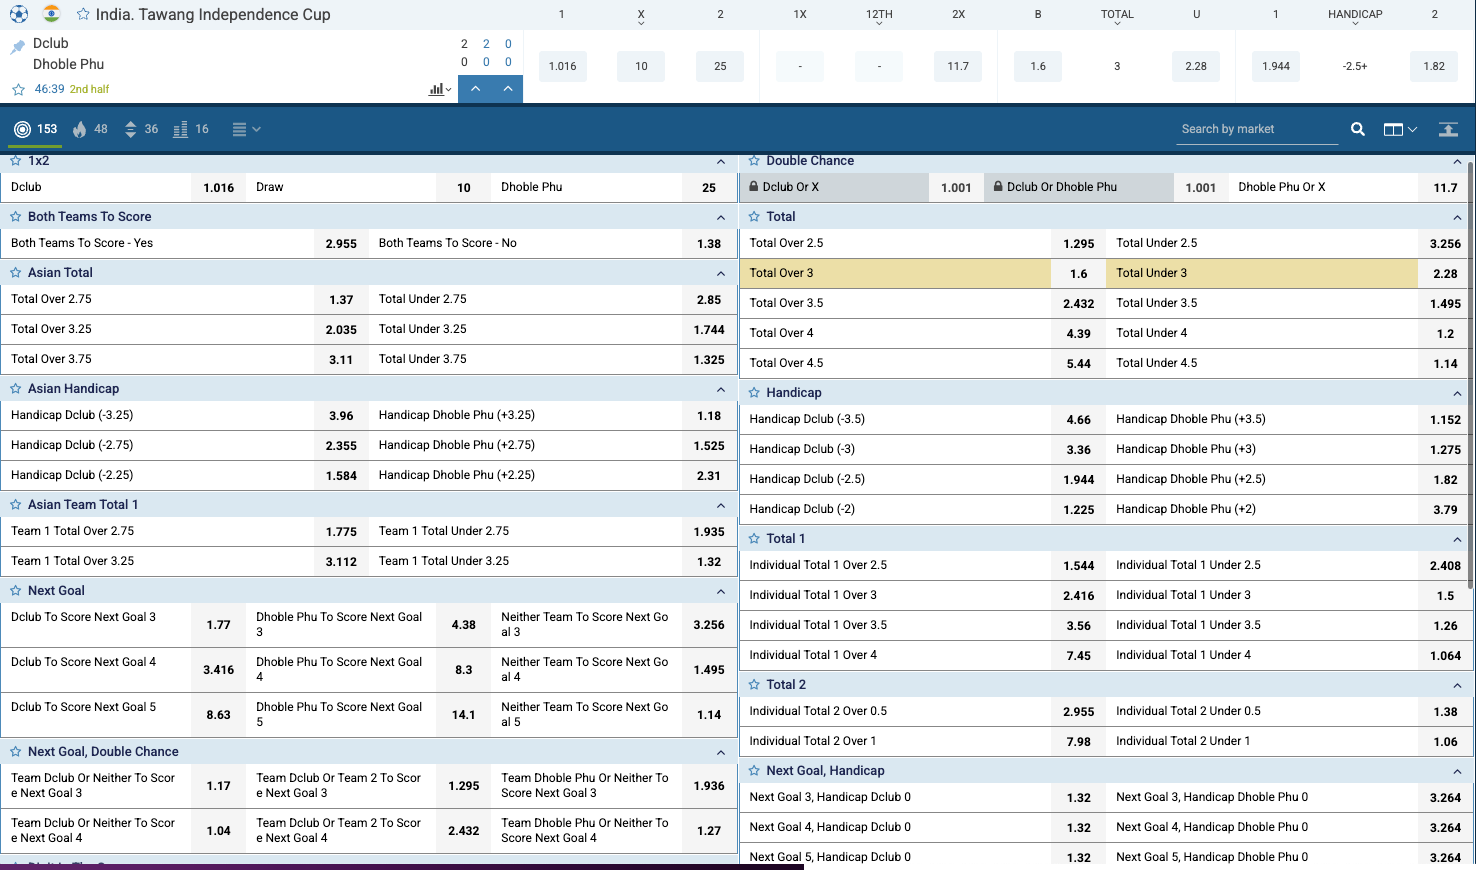 India. Tawang Independence Cup 1 X 2 1X 12TH 2X B TOTAL U 1 HANDICAP 2
Dclub 2 2 0
Dhoble Phu 0 0 0
1.016 10 25 - - 11.7 1.6 3 2.28 1.944 -2.5+ 1.82
46:39 2nd half
153 48 36 16 Search by market
1x2
Dclub 1.016 Draw 10 Dhoble Phu 25
Both Teams To Score
Both Teams To Score - Yes 2.955 Both Teams To Score - No 1.38
Asian Total
Total Over 2.75 1.37 Total Under 2.75 2.85
Total Over 3.25 2.035 Total Under 3.25 1.744
Total Over 3.75 3.11 Total Under 3.75 1.325
Asian Handicap
Handicap Dclub (-3.25) 3.96 Handicap Dhoble Phu (+3.25) 1.18
Handicap Dclub (-2.75) 2.355 Handicap Dhoble Phu (+2.75) 1.525
Handicap Dclub (-2.25) 1.584 Handicap Dhoble Phu (+2.25) 2.31
Asian Team Total 1
Team 1 Total Over 2.75 1.775 Team 1 Total Under 2.75 1.935
Team 1 Total Over 3.25 3.112 Team 1 Total Under 3.25 1.32
Next Goal
Dclub To Score Next Goal 3 1.77 Dhoble Phu To Score Next Goal 3 4.38 Neither Team To Score Next Go al 3 3.256
Dclub To Score Next Goal 4 3.416 Dhoble Phu To Score Next Goal 4 8.3 Neither Team To Score Next Go al 4 1.495
Dclub To Score Next Goal 5 8.63 Dhoble Phu To Score Next Goal 5 14.1 Neither Team To Score Next Go al 5 1.14
Next Goal, Double Chance
Team Dclub Or Neither To Scor e Next Goal 3 1.17 Team Dclub Or Team 2 To Scor e Next Goal 3 1.295 Team Dhoble Phu Or Neither To Score Next Goal 3 1.936
Team Dclub Or Neither To Scor e Next Goal 4 1.04 Team Dclub Or Team 2 To Scor e Next Goal 4 2.432 Team Dhoble Phu Or Neither To Score Next Goal 4 1.27
Double Chance
Dclub Or X 1.001 Dclub Or Dhoble Phu 1.001 Dhoble Phu Or X 11.7
Total
Total Over 2.5 1.295 Total Under 2.5 3.256
Total Over 3 1.6 Total Under 3 2.28
Total Over 3.5 2.432 Total Under 3.5 1.495
Total Over 4 4.39 Total Under 4 1.2
Total Over 4.5 5.44 Total Under 4.5 1.14
Handicap
Handicap Dclub (-3.5) 4.66 Handicap Dhoble Phu (+3.5) 1.152
Handicap Dclub (-3) 3.36 Handicap Dhoble Phu (+3) 1.275
Handicap Dclub (-2.5) 1.944 Handicap Dhoble Phu (+2.5) 1.82
Handicap Dclub (-2) 1.225 Handicap Dhoble Phu (+2) 3.79
Total 1
Individual Total 1 Over 2.5 1.544 Individual Total 1 Under 2.5 2.408
Individual Total 1 Over 3 2.416 Individual Total 1 Under 3 1.5
Individual Total 1 Over 3.5 3.56 Individual Total 1 Under 3.5 1.26
Individual Total 1 Over 4 7.45 Individual Total 1 Under 4 1.064
Total 2
Individual Total 2 Over 0.5 2.955 Individual Total 2 Under 0.5 1.38
Individual Total 2 Over 1 7.98 Individual Total 2 Under 1 1.06
Next Goal, Handicap
Next Goal 3, Handicap Dclub 0 1.32 Next Goal 3, Handicap Dhoble Phu 0 3.264
Next Goal 4, Handicap Dclub 0 1.32 Next Goal 4, Handicap Dhoble Phu 0 3.264
Next Goal 5, Handicap Dclub 0 1.32 Next Goal 5, Handicap Dhoble Phu 0 3.264